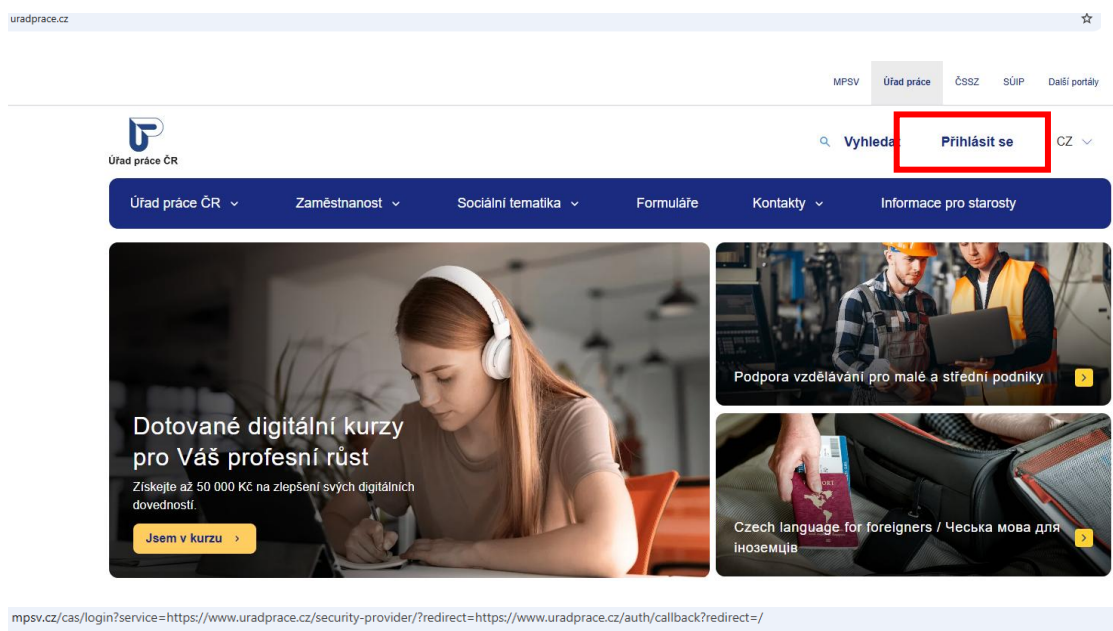 uradprace.cz
MPSV Úřad práce ČSSZ SÚIP Další portály
Úřad práce ČR
Vyhledat Přihlásit se CZ
Úřad práce ČR Zaměstnanost Sociální tematika Formuláře Kontakty Informace pro starosty
Dotované digitální kurzy
pro Váš profesní růst
Získejte až 50 000 Kč na zlepšení svých digitálních
dovedností.
Jsem v kurzu
Podpora vzdělávání pro malé a střední podniky
Czech language for foreigners / Чеська мова для
іноземців
mpsv.cz/cas/login?service=https://www.uradprace.cz/security-provider/?redirect=https://www.uradprace.cz/auth/callback?redirect=/